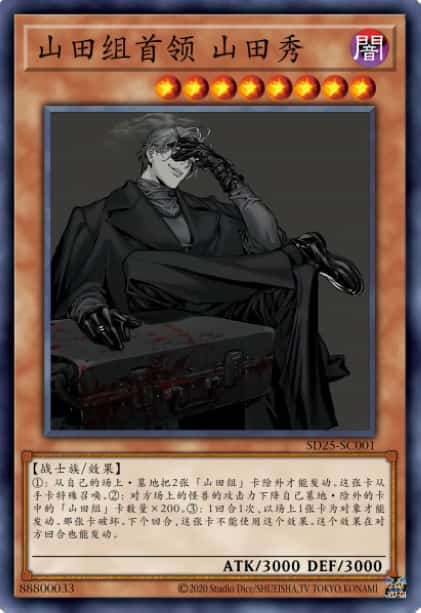 山田组首领 山田秀
闇
SD25-SC001
【战士族/效果】
①：从自己的场上・墓地把2张「山田组」卡除外才能发动。这张卡从
手卡特殊召唤。②：对方场上的怪兽的攻击力下降自己墓地・除外的卡
中的「山田组」卡数量×200。③：1回合1次，以场上1张卡为对象才能发
动。那张卡破坏。下个回合，这张卡不能使用这个效果。这个效果在对
方回合也能发动。
ATK/3000 DEF/3000
88800033
©2020 Studio Dice/SHUEISHA, TV TOKYO, KONAMI